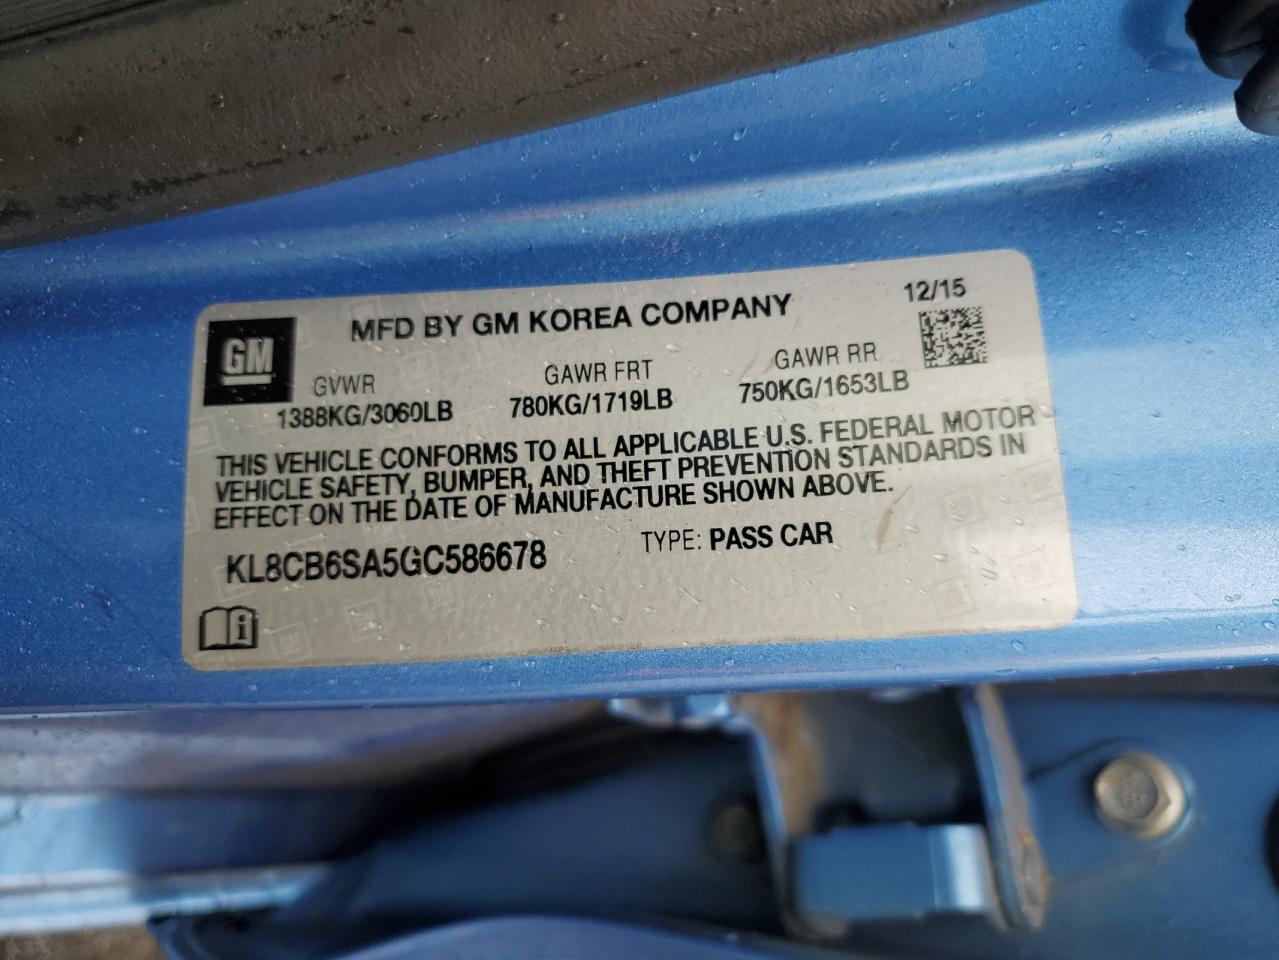 MFD BY GM KOREA COMPANY
12/15
GM
GVWR
GAWR FRT
GAWR RR
1388KG/3060LB
780KG/1719LB
750KG/1653LB
THIS VEHICLE CONFORMS TO ALL APPLICABLE U.S. FEDERAL MOTOR
VEHICLE SAFETY, BUMPER, AND THEFT PREVENTION STANDARDS IN
EFFECT ON THE DATE OF MANUFACTURE SHOWN ABOVE.
KL8CB6SA5GC586678
TYPE: PASS CAR